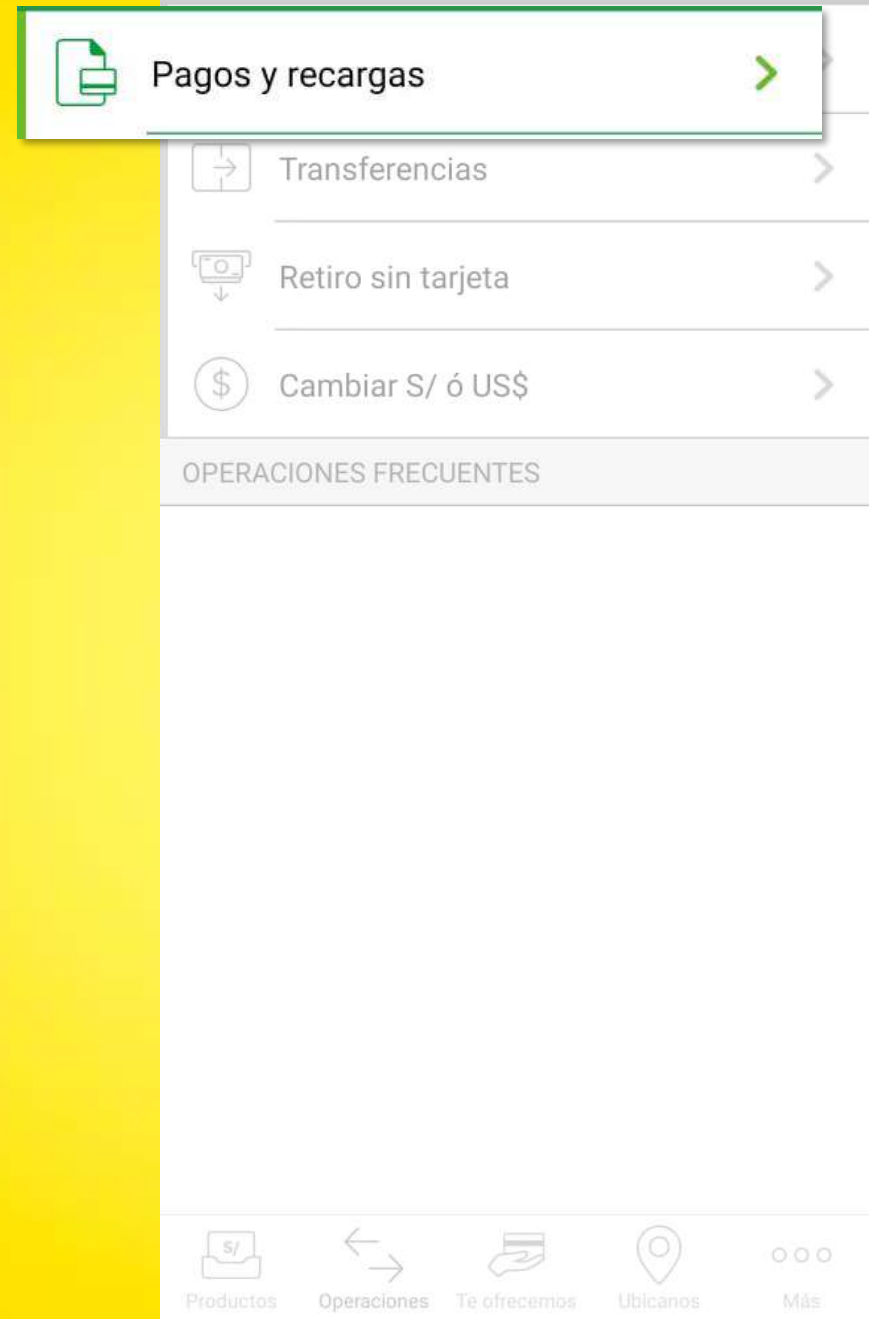 Pagos y recargas
Transferencias
Retiro sin tarjeta
$ Cambiar S/ ó US$
OPERACIONES FRECUENTES
S/
Productos Operaciones Te ofrecemos Ubícanos Más